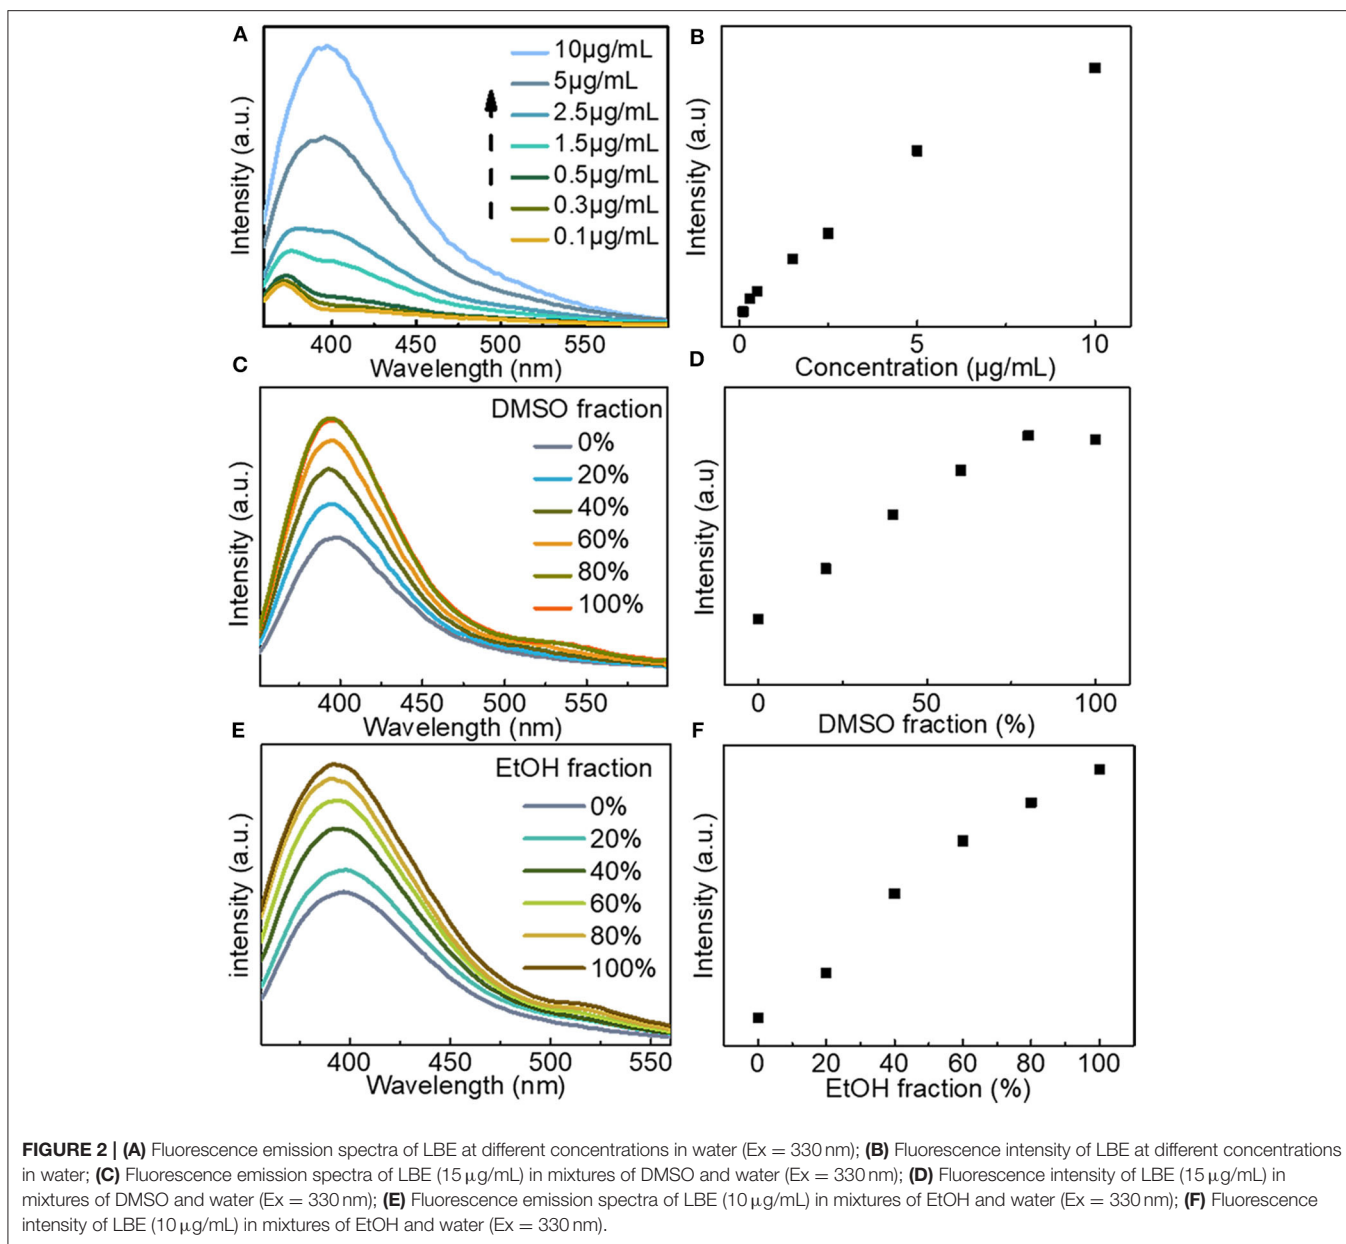 A
Intensity (a.u.)
10µg/mL
5µg/mL
2.5µg/mL
1.5µg/mL
0.5µg/mL
0.3µg/mL
0.1µg/mL
400 450 500 550
Wavelength (nm)
B
Intensity (a.u)
0 5 10
Concentration (µg/mL)
C
Intensity (a.u.)
DMSO fraction
0%
20%
40%
60%
80%
100%
400 450 500 550
Wavelength (nm)
D
Intensity (a.u)
0 50 100
DMSO fraction (%)
E
intensity (a.u.)
EtOH fraction
0%
20%
40%
60%
80%
100%
400 450 500 550
Wavelength (nm)
F
Intensity (a.u.)
0 20 40 60 80 100
EtOH fraction (%)
FIGURE 2 | (A) Fluorescence emission spectra of LBE at different concentrations in water (Ex = 330 nm); (B) Fluorescence intensity of LBE at different concentrations
in water; (C) Fluorescence emission spectra of LBE (15 µg/mL) in mixtures of DMSO and water (Ex = 330 nm); (D) Fluorescence intensity of LBE (15 µg/mL) in
mixtures of DMSO and water (Ex = 330 nm); (E) Fluorescence emission spectra of LBE (10 µg/mL) in mixtures of EtOH and water (Ex = 330 nm); (F) Fluorescence
intensity of LBE (10 µg/mL) in mixtures of EtOH and water (Ex = 330 nm).